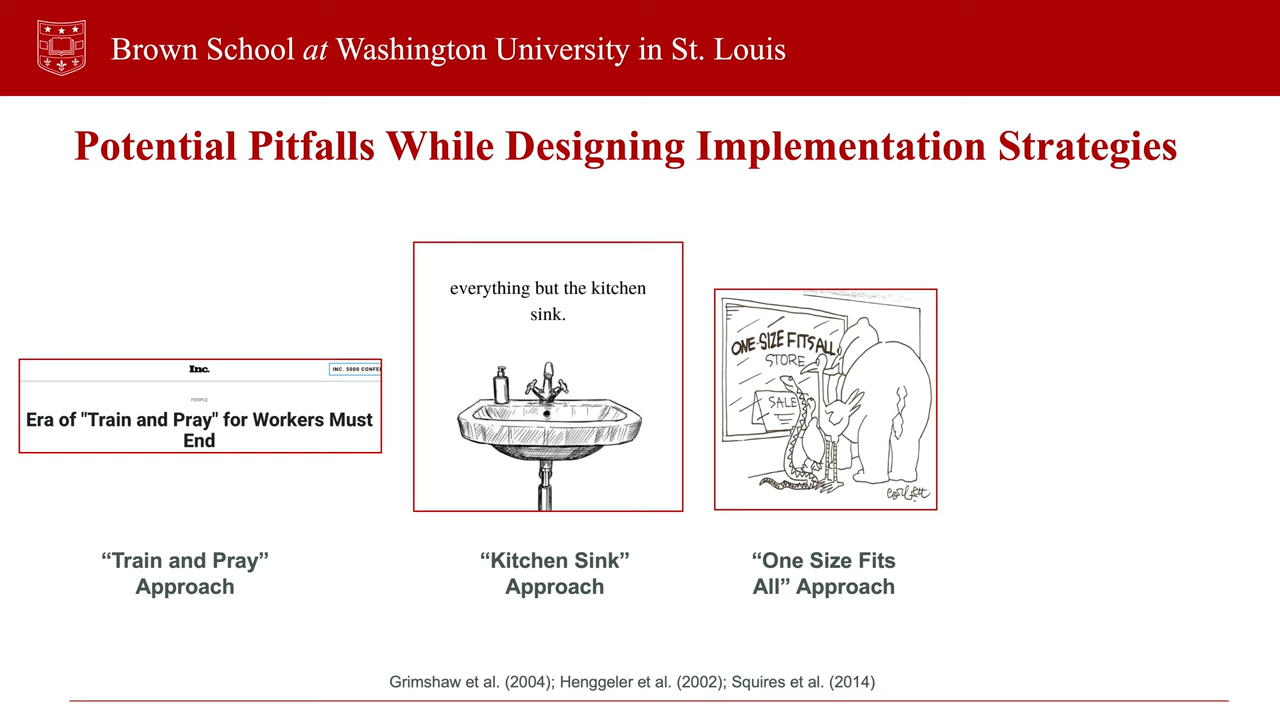 Brown School at Washington University in St. Louis
Potential Pitfalls While Designing Implementation Strategies
Inc.
INC. 5000 CONFE
PEOPLE
Era of "Train and Pray" for Workers Must
End
everything but the kitchen
sink.
ONE-SIZE FITS ALL
STORE
SALE
“Train and Pray”
Approach
“Kitchen Sink”
Approach
“One Size Fits
All” Approach
Grimshaw et al. (2004); Henggeler et al. (2002); Squires et al. (2014)